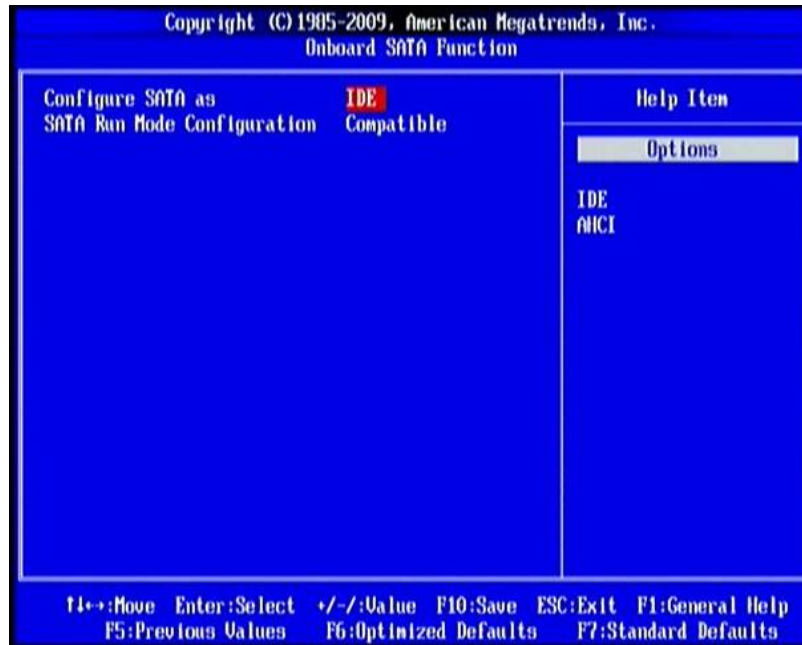 Copyright (C)1985-2009, American Megatrends, Inc.
Onboard SATA Function
Configure SATA as IDE
SATA Run Mode Configuration Compatible
Help Item
Options
IDE
AHCI
↑↓←→:Move Enter:Select +/-/:Value F10:Save ESC:Exit F1:General Help
F5:Previous Values F6:Optimized Defaults F7:Standard Defaults